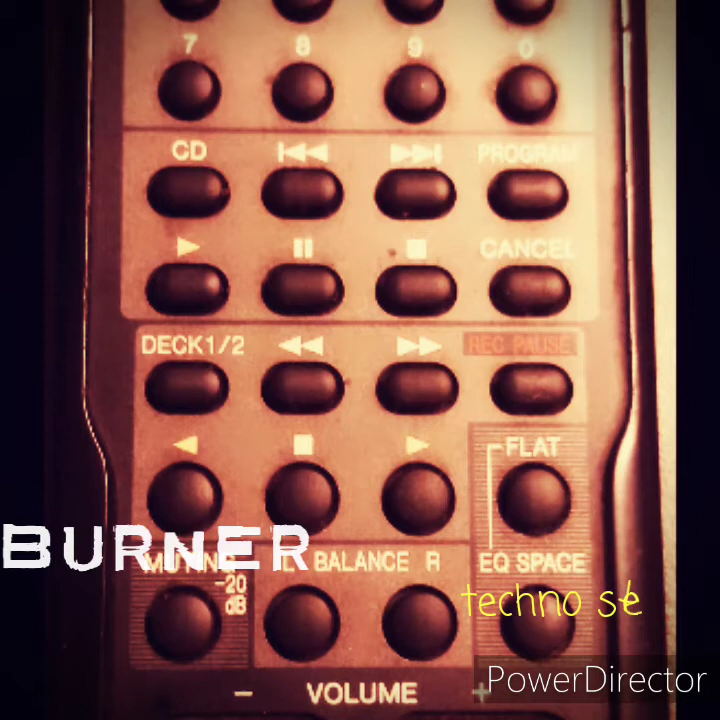 7 8 9 0
CD PROGRAM
CANCEL
DECK1/2 REC PAUSE
FLAT
BURNER
MUTING L BALANCE R EQ SPACE
-20
dB
techno
PowerDirector
- VOLUME +